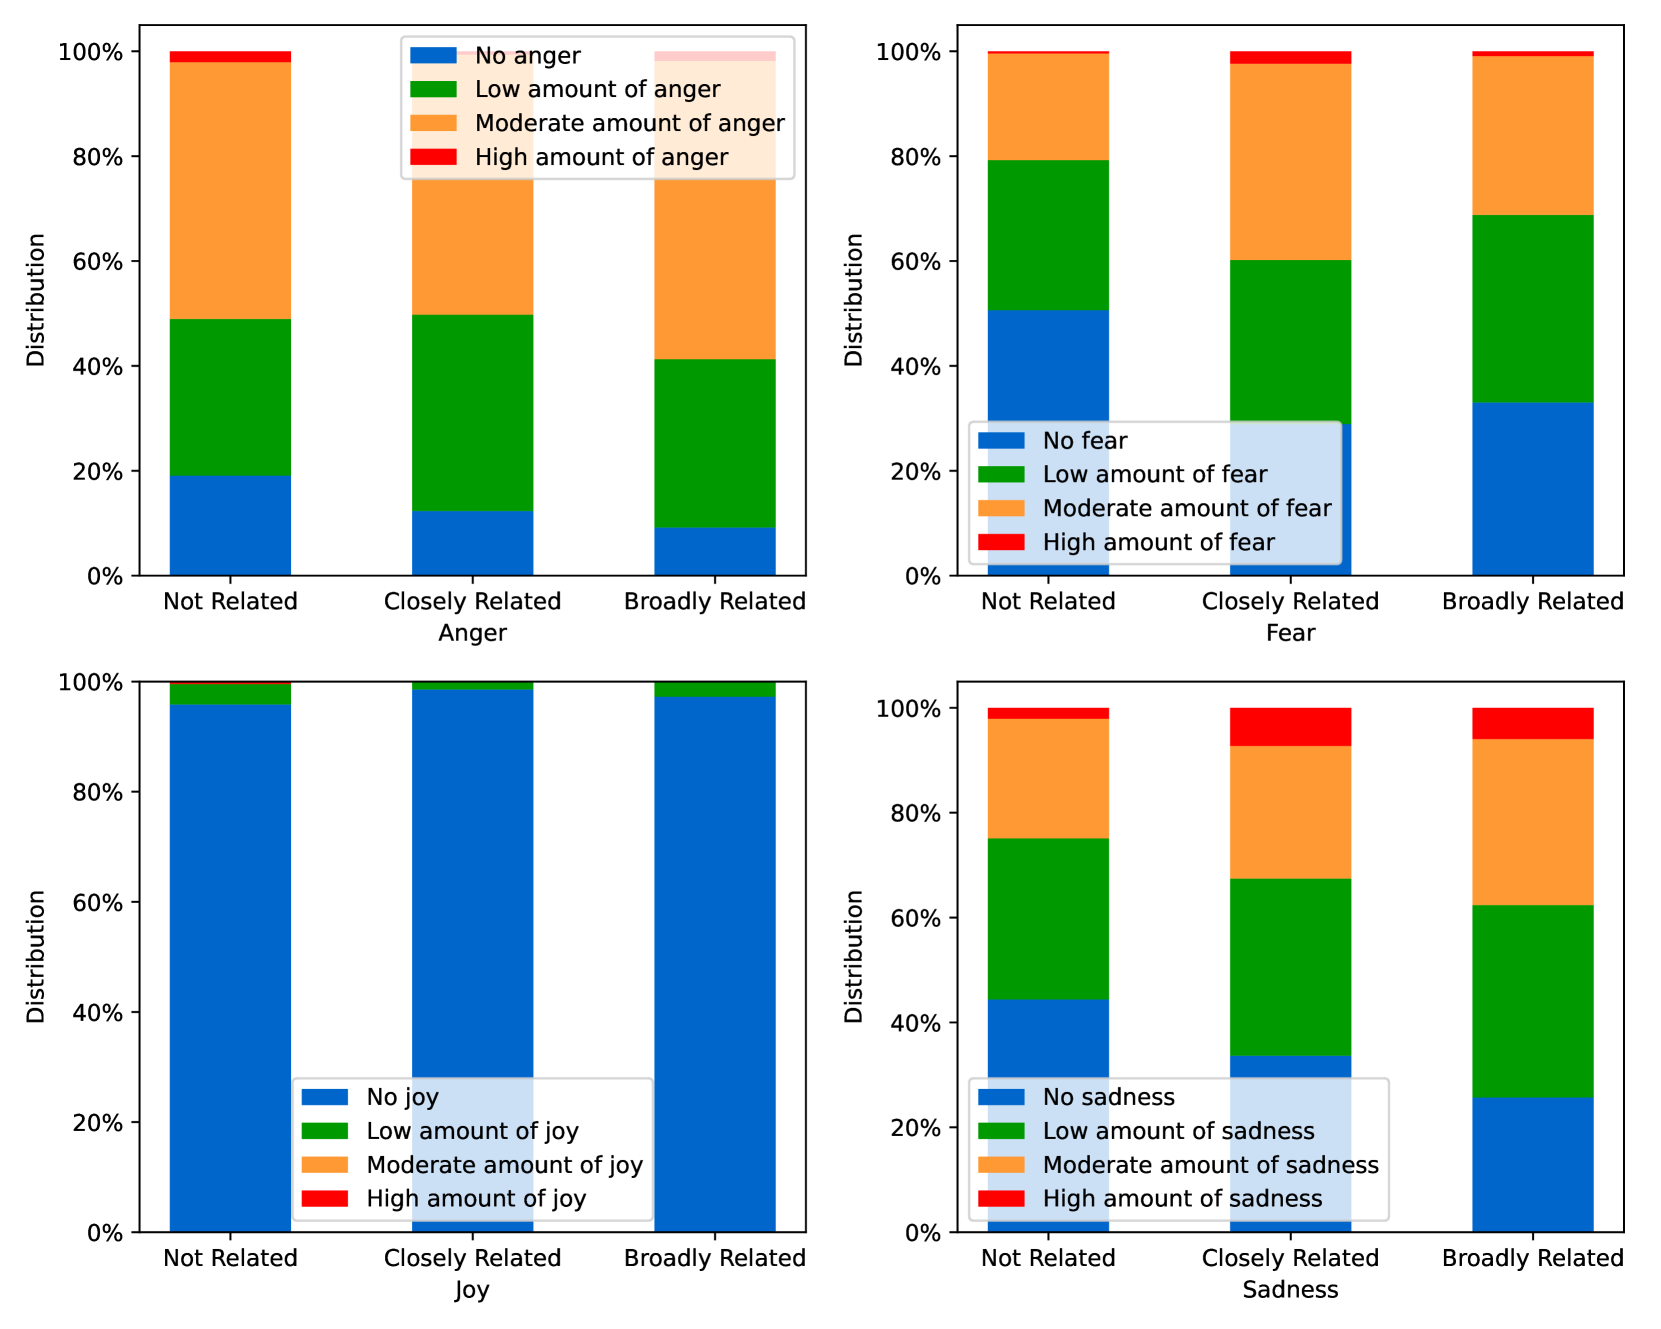 100%
80%
60%
40%
20%
0%
Distribution
No anger
Low amount of anger
Moderate amount of anger
High amount of anger
Not Related
Closely Related
Broadly Related
Anger
100%
80%
60%
40%
20%
0%
Distribution
No fear
Low amount of fear
Moderate amount of fear
High amount of fear
Not Related
Closely Related
Broadly Related
Fear
100%
80%
60%
40%
20%
0%
Distribution
No joy
Low amount of joy
Moderate amount of joy
High amount of joy
Not Related
Closely Related
Broadly Related
Joy
100%
80%
60%
40%
20%
0%
Distribution
No sadness
Low amount of sadness
Moderate amount of sadness
High amount of sadness
Not Related
Closely Related
Broadly Related
Sadness